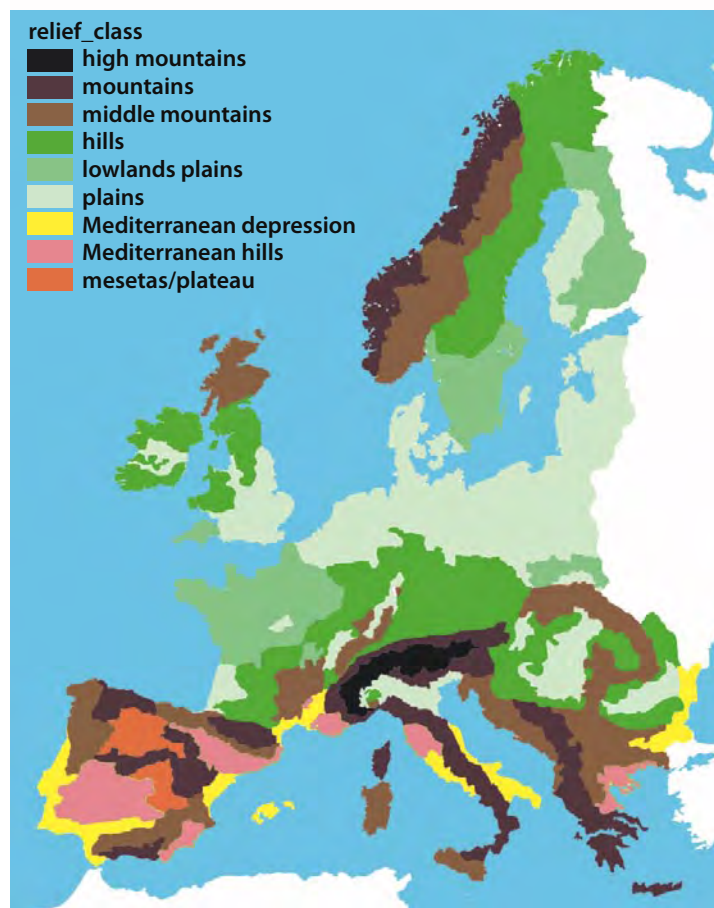 relief_class
high mountains
mountains
middle mountains
hills
lowlands plains
plains
Mediterranean depression
Mediterranean hills
mesetas/plateau